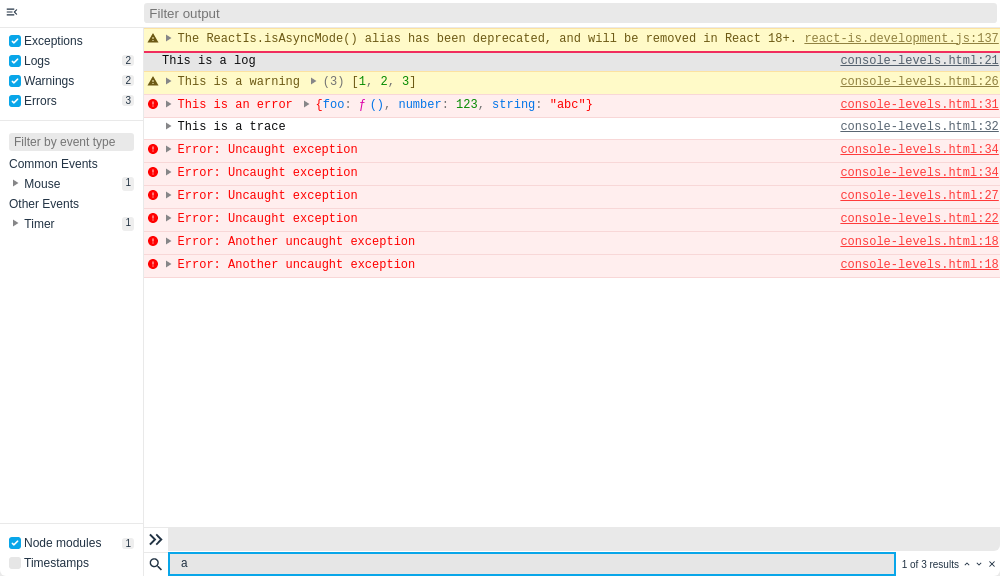 Filter output
Exceptions
Logs 2
Warnings 2
Errors 3
Filter by event type
Common Events
Mouse 1
Other Events
Timer 1
Node modules 1
Timestamps
The ReactIs.isAsyncMode() alias has been deprecated, and will be removed in React 18+. react-is.development.js:137
This is a log console-levels.html:21
This is a warning (3) [1, 2, 3] console-levels.html:26
This is an error {foo: ƒ (), number: 123, string: "abc"} console-levels.html:31
This is a trace console-levels.html:32
Error: Uncaught exception console-levels.html:34
Error: Uncaught exception console-levels.html:34
Error: Uncaught exception console-levels.html:27
Error: Uncaught exception console-levels.html:22
Error: Another uncaught exception console-levels.html:18
Error: Another uncaught exception console-levels.html:18
a 1 of 3 results